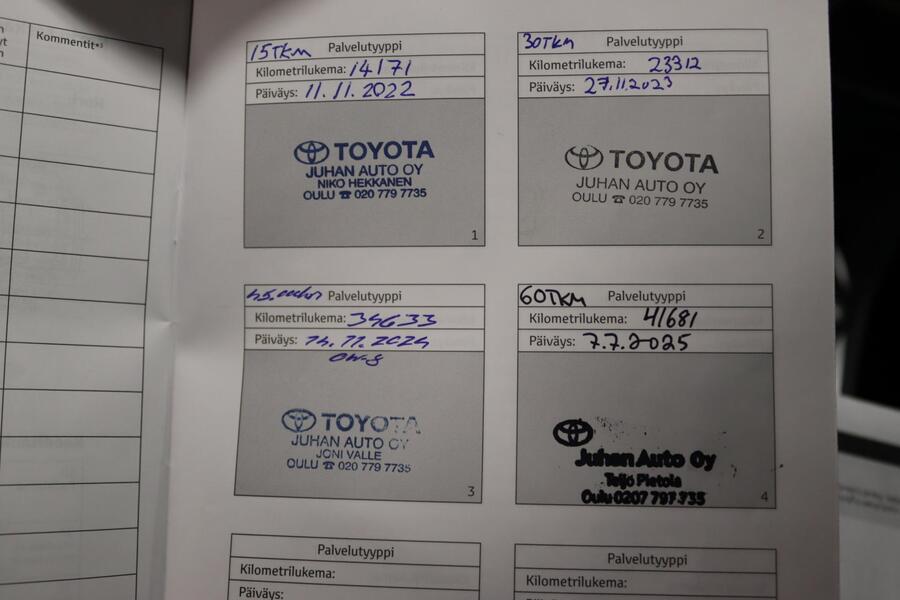 Kommentit*³
15TKM Palvelutyyppi
Kilometrilukema: 14171
Päiväys: 11.11.2022
TOYOTA
JUHAN AUTO OY
NIKO HEKKANEN
OULU ☎ 020 779 7735
1
30TKM Palvelutyyppi
Kilometrilukema: 23312
Päiväys: 27.11.2023
TOYOTA
JUHAN AUTO OY
OULU ☎ 020 779 7735
2
Palvelutyyppi
Kilometrilukema: 34633
Päiväys: 14.11.2024
0W-8
TOYOTA
JUHAN AUTO OY
JONI VALLE
OULU ☎ 020 779 7735
3
60TKM Palvelutyyppi
Kilometrilukema: 41681
Päiväys: 7.7.2025
Juhan Auto Oy
Teijo Pietola
Oulu 0207 797 735
4
Palvelutyyppi
Kilometrilukema:
Päiväys:
Palvelutyyppi
Kilometrilukema: